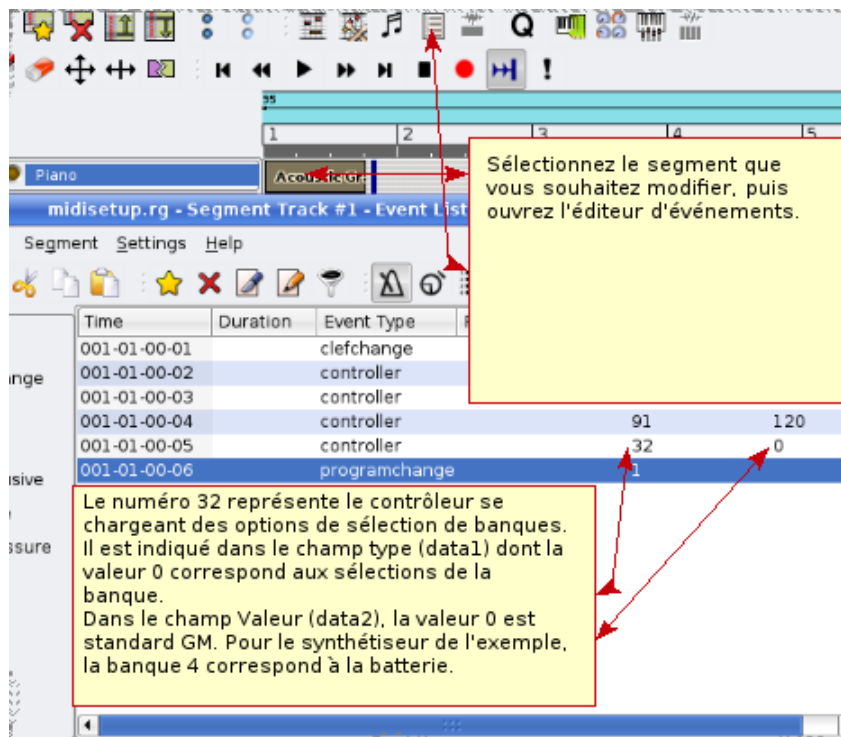 Q
!
95
1 2 3 4 5
Piano
Acoustic Gr
Sélectionnez le segment que
vous souhaitez modifier, puis
ouvrez l'éditeur d'événements.
midisetup.rg - Segment Track #1 - Event List
Segment Settings Help
Time Duration Event Type
001-01-00-01 clefchange
001-01-00-02 controller
001-01-00-03 controller
001-01-00-04 controller 91 120
001-01-00-05 controller 32 0
001-01-00-06 programchange 1
nge
sive
ssure
Le numéro 32 représente le contrôleur se
chargeant des options de sélection de banques.
Il est indiqué dans le champ type (data1) dont la
valeur 0 correspond aux sélections de la
banque.
Dans le champ Valeur (data2), la valeur 0 est
standard GM. Pour le synthétiseur de l'exemple,
la banque 4 correspond à la batterie.